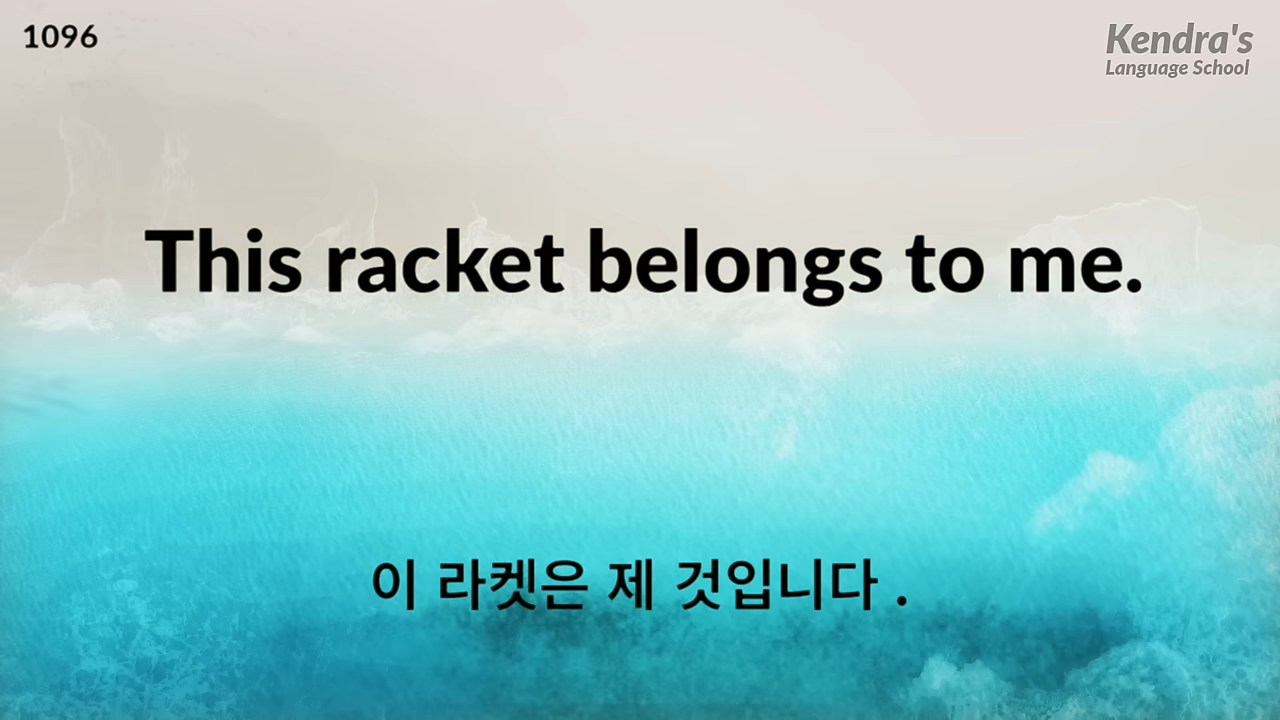 1096
Kendra's
Language School
This racket belongs to me.
이 라켓은 제 것입니다 .